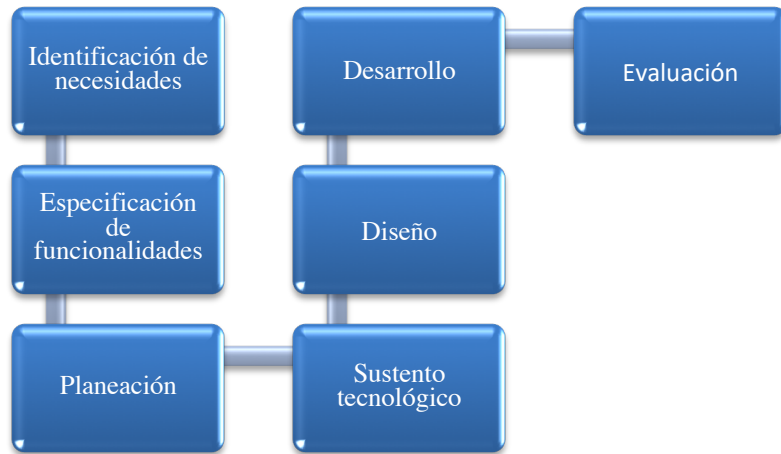 Identificación de
necesidades
Especificación
de
funcionalidades
Planeación
Sustento
tecnológico
Diseño
Desarrollo
Evaluación